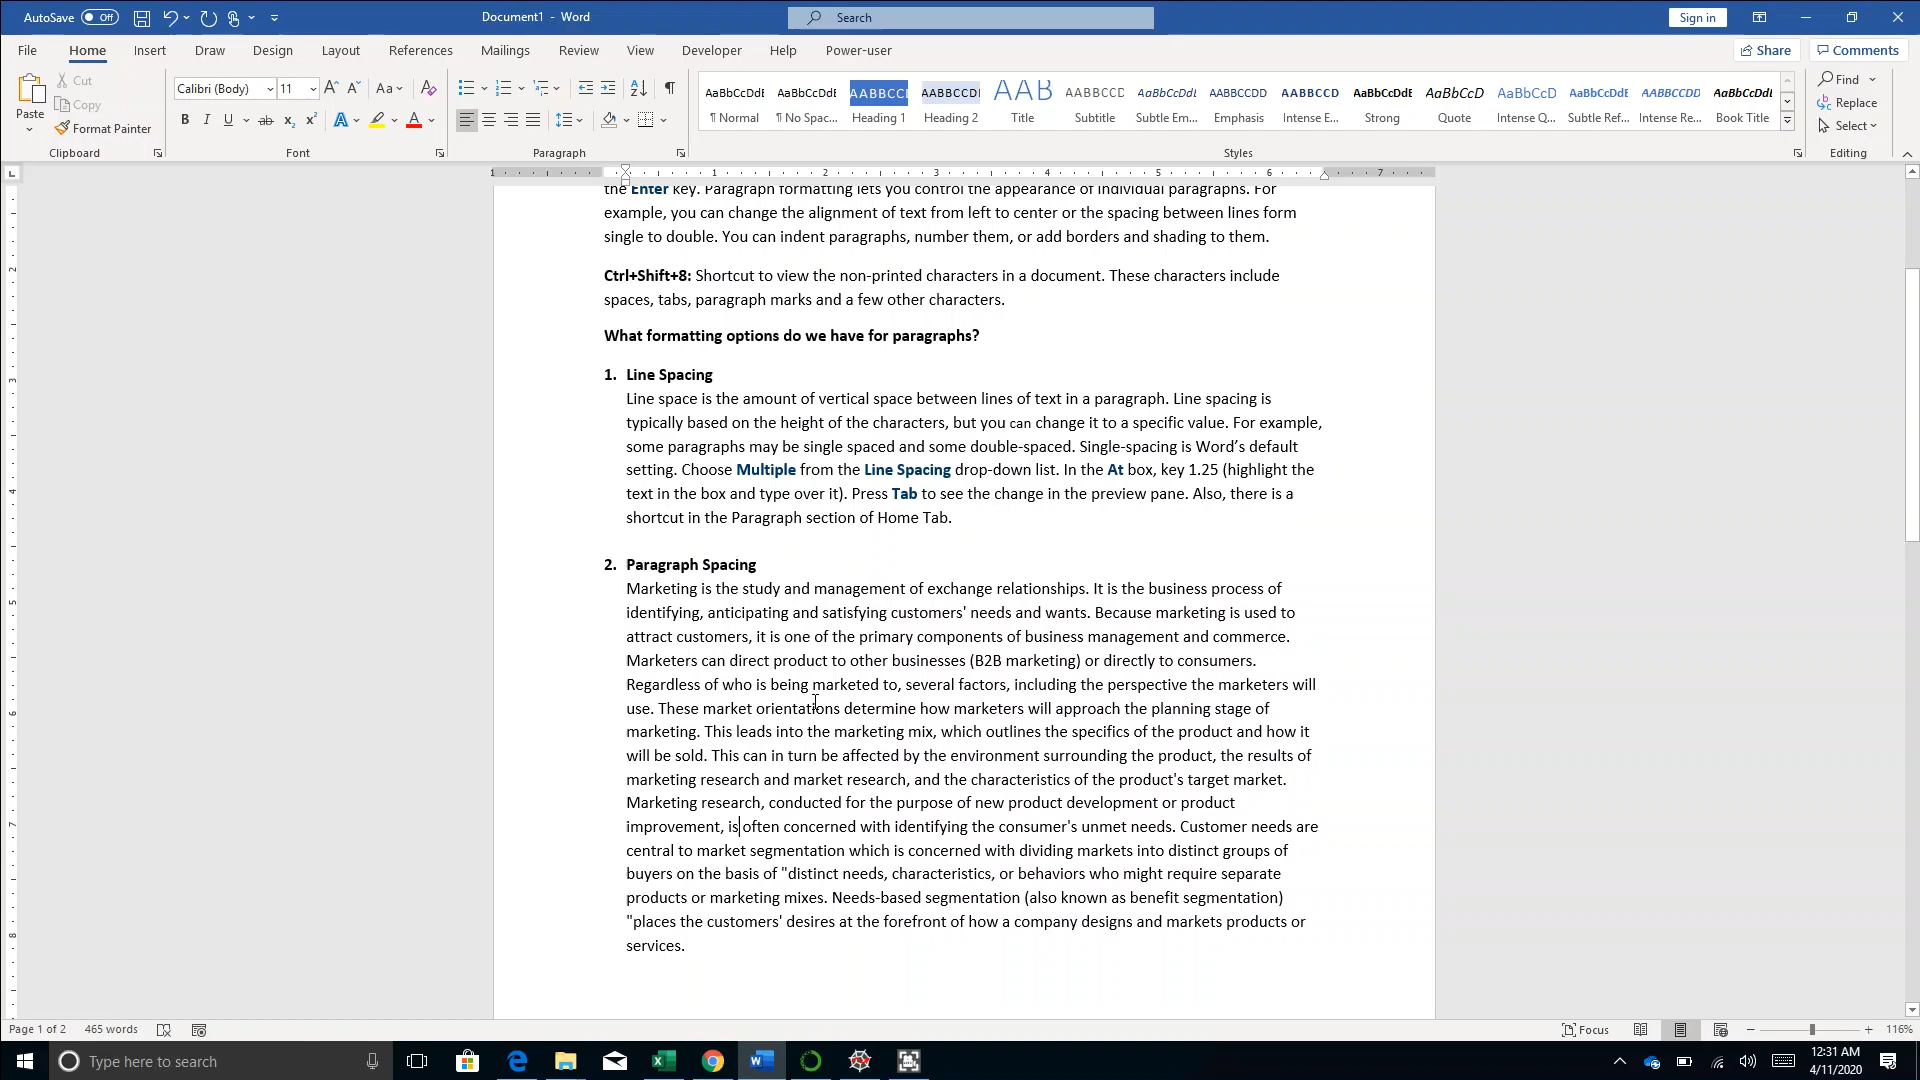 AutoSave Off
Document1 - Word
Search
Sign in
File Home Insert Draw Design Layout References Mailings Review View Developer Help Power-user
Share Comments
Paste
Cut
Copy
Format Painter
Calibri (Body) 11
AaBbCcDdE AaBbCcDdE AABBCCI AABBCCD AAB AABBCCD AaBbCcDdE AABBCCDD AABBCCD AaBbCcDdE AaBbCcD AaBbCcD AaBbCcDdE AABBCCDD AaBbCcDdE
¶ Normal ¶ No Spac... Heading 1 Heading 2 Title Subtitle Subtle Em... Emphasis Intense E... Strong Quote Intense Q... Subtle Ref... Intense Re... Book Title
Find
Replace
Select
Clipboard Font Paragraph Styles Editing
1 1 2 3 4 5 6 7
the Enter key. Paragraph formatting lets you control the appearance of individual paragraphs. For
example, you can change the alignment of text from left to center or the spacing between lines form
single to double. You can indent paragraphs, number them, or add borders and shading to them.
Ctrl+Shift+8: Shortcut to view the non-printed characters in a document. These characters include
spaces, tabs, paragraph marks and a few other characters.
What formatting options do we have for paragraphs?
1. Line Spacing
Line space is the amount of vertical space between lines of text in a paragraph. Line spacing is
typically based on the height of the characters, but you can change it to a specific value. For example,
some paragraphs may be single spaced and some double-spaced. Single-spacing is Word’s default
setting. Choose Multiple from the Line Spacing drop-down list. In the At box, key 1.25 (highlight the
text in the box and type over it). Press Tab to see the change in the preview pane. Also, there is a
shortcut in the Paragraph section of Home Tab.
2. Paragraph Spacing
Marketing is the study and management of exchange relationships. It is the business process of
identifying, anticipating and satisfying customers' needs and wants. Because marketing is used to
attract customers, it is one of the primary components of business management and commerce.
Marketers can direct product to other businesses (B2B marketing) or directly to consumers.
Regardless of who is being marketed to, several factors, including the perspective the marketers will
use. These market orientations determine how marketers will approach the planning stage of
marketing. This leads into the marketing mix, which outlines the specifics of the product and how it
will be sold. This can in turn be affected by the environment surrounding the product, the results of
marketing research and market research, and the characteristics of the product's target market.
Marketing research, conducted for the purpose of new product development or product
improvement, is often concerned with identifying the consumer's unmet needs. Customer needs are
central to market segmentation which is concerned with dividing markets into distinct groups of
buyers on the basis of "distinct needs, characteristics, or behaviors who might require separate
products or marketing mixes. Needs-based segmentation (also known as benefit segmentation)
"places the customers' desires at the forefront of how a company designs and markets products or
services.
Page 1 of 2 465 words
Focus
116%
Type here to search
12:31 AM
4/11/2020